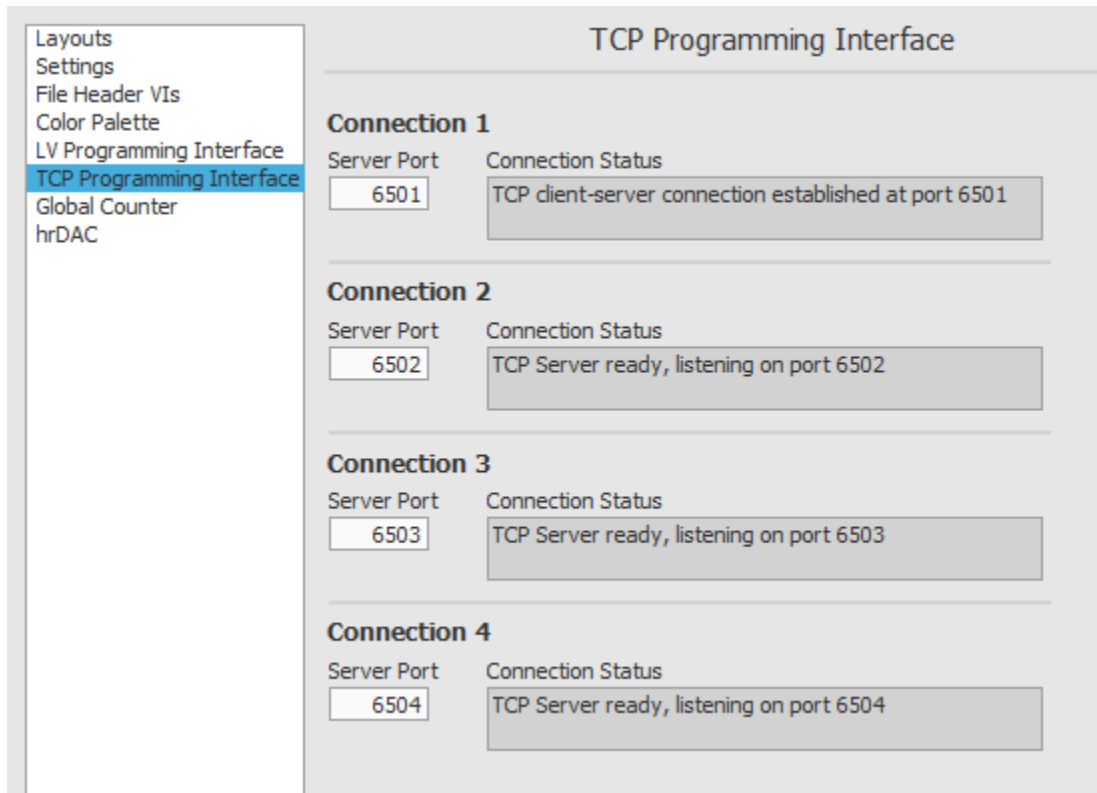 Layouts
Settings
File Header VIs
Color Palette
LV Programming Interface
TCP Programming Interface
Global Counter
hrDAC
TCP Programming Interface
Connection 1
Server Port Connection Status
6501 TCP client-server connection established at port 6501
Connection 2
Server Port Connection Status
6502 TCP Server ready, listening on port 6502
Connection 3
Server Port Connection Status
6503 TCP Server ready, listening on port 6503
Connection 4
Server Port Connection Status
6504 TCP Server ready, listening on port 6504